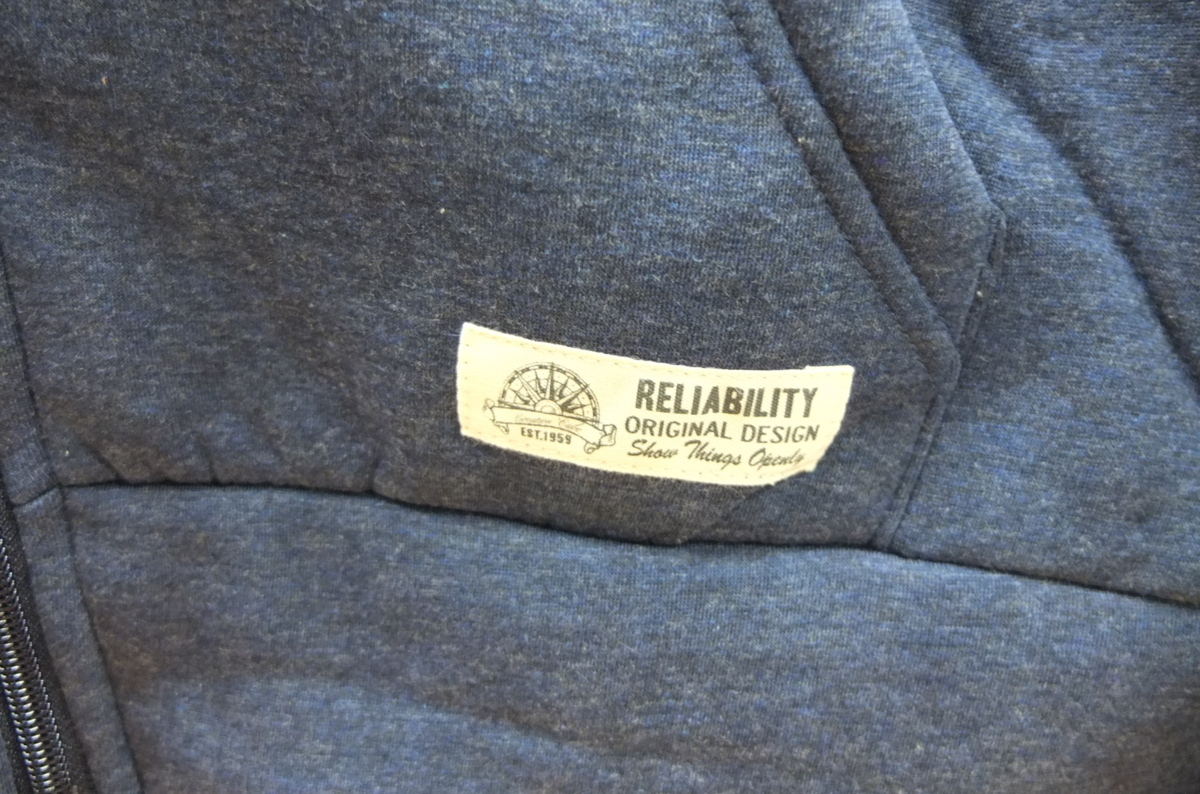 EST.1959
RELIABILITY
ORIGINAL DESIGN
Show Things Openly